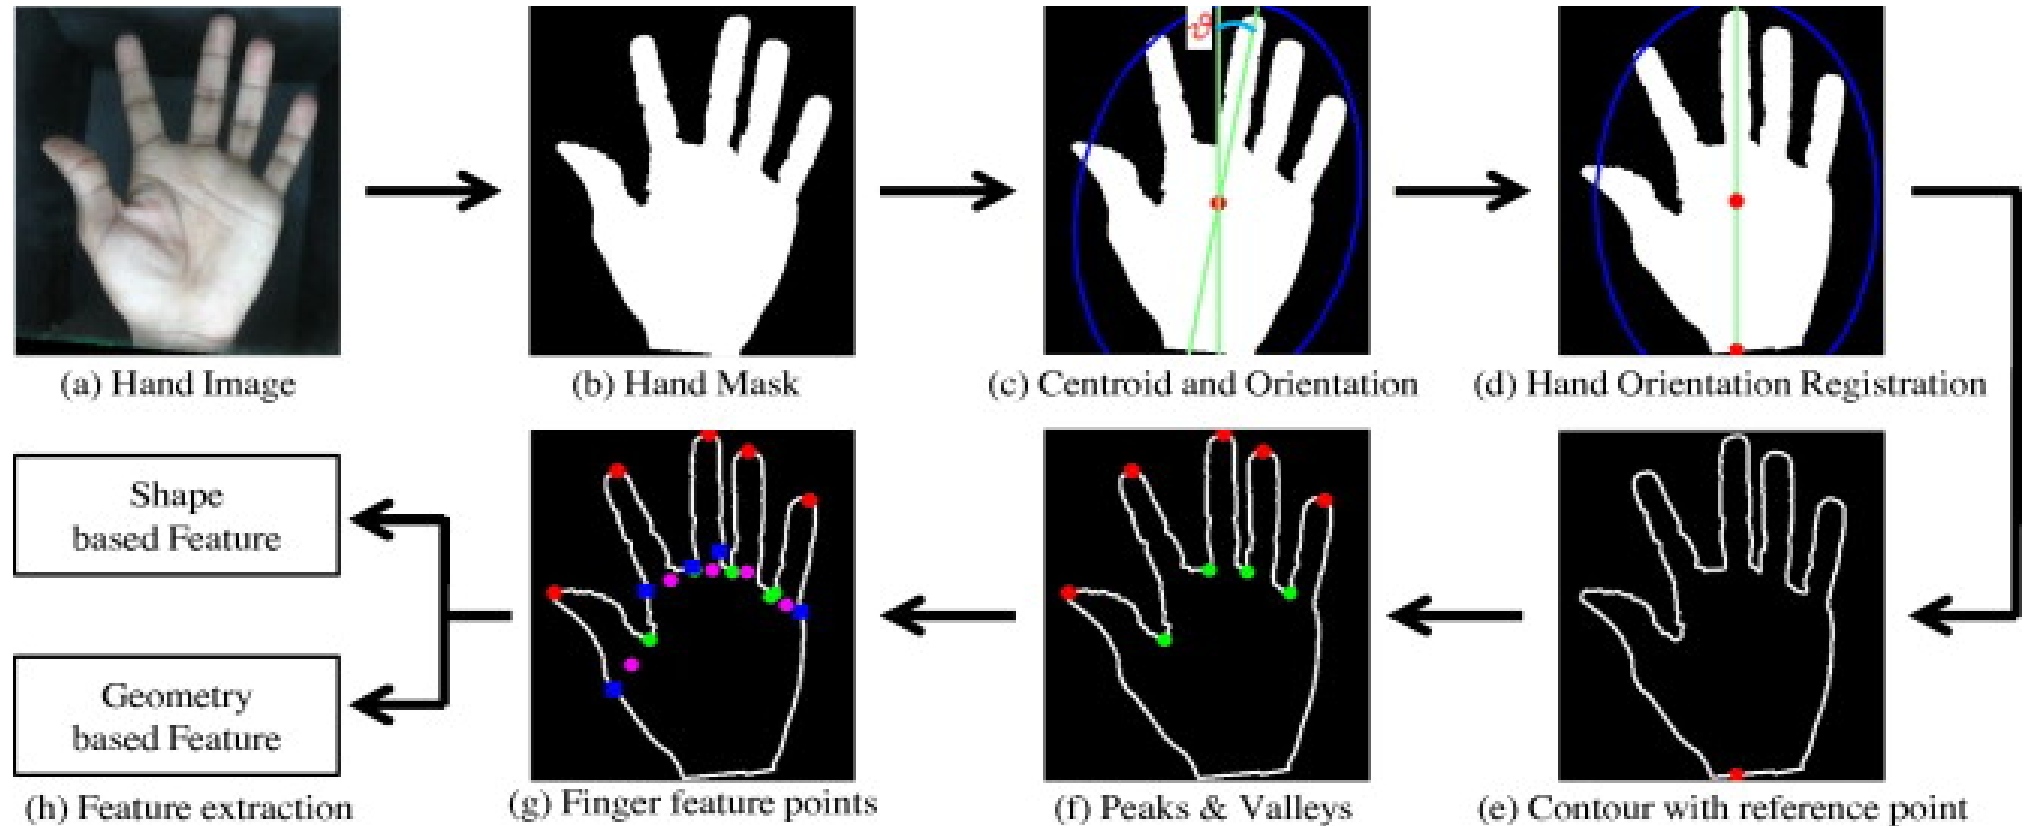 ϑ
(a) Hand Image
(b) Hand Mask
(c) Centroid and Orientation
(d) Hand Orientation Registration
Shape
based Feature
Geometry
based Feature
(h) Feature extraction
(g) Finger feature points
(f) Peaks & Valleys
(e) Contour with reference point